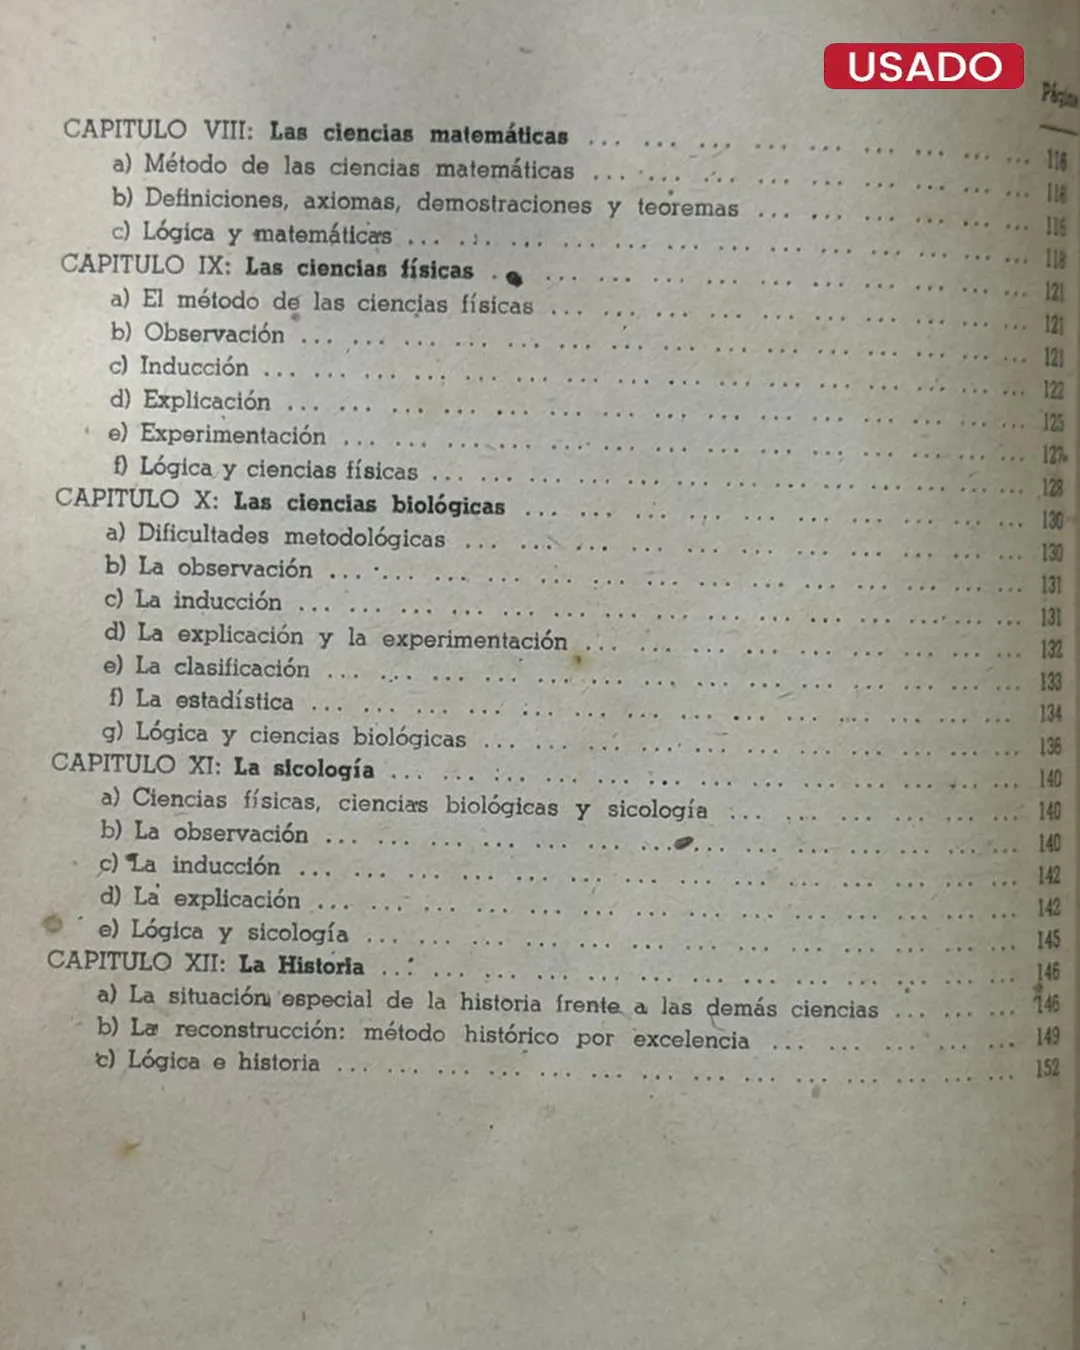 USADO
Página
CAPITULO VIII: Las ciencias matemáticas ... ... ... ... ... ... ... ... ... 116
a) Método de las ciencias matemáticas ... ... ... ... ... ... ... ... ... 116
b) Definiciones, axiomas, demostraciones y teoremas ... ... ... ... ... 116
c) Lógica y matemáticas ... ... ... ... ... ... ... ... ... ... ... ... 118
CAPITULO IX: Las ciencias físicas ... ... ... ... ... ... ... ... ... ... 121
a) El método de las ciencias físicas ... ... ... ... ... ... ... ... ... 121
b) Observación ... ... ... ... ... ... ... ... ... ... ... ... ... ... 121
c) Inducción ... ... ... ... ... ... ... ... ... ... ... ... ... ... ... 122
d) Explicación ... ... ... ... ... ... ... ... ... ... ... ... ... ... 125
e) Experimentación ... ... ... ... ... ... ... ... ... ... ... ... ... 127
f) Lógica y ciencias físicas ... ... ... ... ... ... ... ... ... ... ... 128
CAPITULO X: Las ciencias biológicas ... ... ... ... ... ... ... ... ... ... 130
a) Dificultades metodológicas ... ... ... ... ... ... ... ... ... ... ... 130
b) La observación ... ... ... ... ... ... ... ... ... ... ... ... ... ... 131
c) La inducción ... ... ... ... ... ... ... ... ... ... ... ... ... ... 131
d) La explicación y la experimentación ... ... ... ... ... ... ... ... ... 132
e) La clasificación ... ... ... ... ... ... ... ... ... ... ... ... ... 133
f) La estadística ... ... ... ... ... ... ... ... ... ... ... ... ... ... 134
g) Lógica y ciencias biológicas ... ... ... ... ... ... ... ... ... ... ... 136
CAPITULO XI: La sicología ... ... ... ... ... ... ... ... ... ... ... ... 140
a) Ciencias físicas, ciencias biológicas y sicología ... ... ... ... ... ... 140
b) La observación ... ... ... ... ... ... ... ... ... ... ... ... ... ... 140
c) La inducción ... ... ... ... ... ... ... ... ... ... ... ... ... ... 142
d) La explicación ... ... ... ... ... ... ... ... ... ... ... ... ... ... 142
e) Lógica y sicología ... ... ... ... ... ... ... ... ... ... ... ... ... 145
CAPITULO XII: La Historia ... ... ... ... ... ... ... ... ... ... ... ... 146
a) La situación especial de la historia frente a las demás ciencias ... ... ... 146
b) La reconstrucción: método histórico por excelencia ... ... ... ... ... 149
c) Lógica e historia ... ... ... ... ... ... ... ... ... ... ... ... ... 152